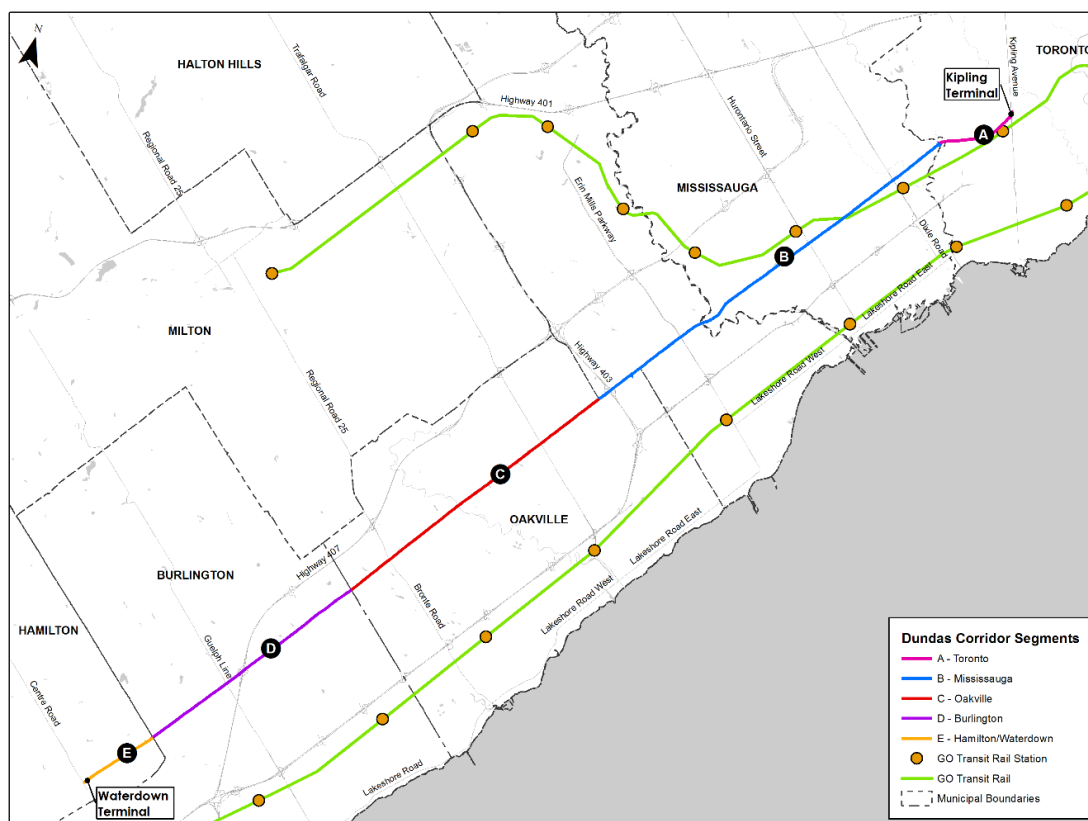 N
HALTON HILLS
Trafalgar Road
Regional Road 25
Highway 401
Hurontario Street
Kipling Avenue
TORONTO
Kipling
Terminal
A
MISSISSAUGA
Erin Mills Parkway
Dixie Road
B
Lakeshore Road East
MILTON
Regional Road 25
Highway 403
Lakeshore Road West
C
OAKVILLE
Lakeshore Road East
Highway 407
BURLINGTON
Bronte Road
Lakeshore Road West
HAMILTON
Guelph Line
D
Centre Road
E
Waterdown
Terminal
Lakeshore Road
Dundas Corridor Segments
A - Toronto
B - Mississauga
C - Oakville
D - Burlington
E - Hamilton/Waterdown
GO Transit Rail Station
GO Transit Rail
Municipal Boundaries